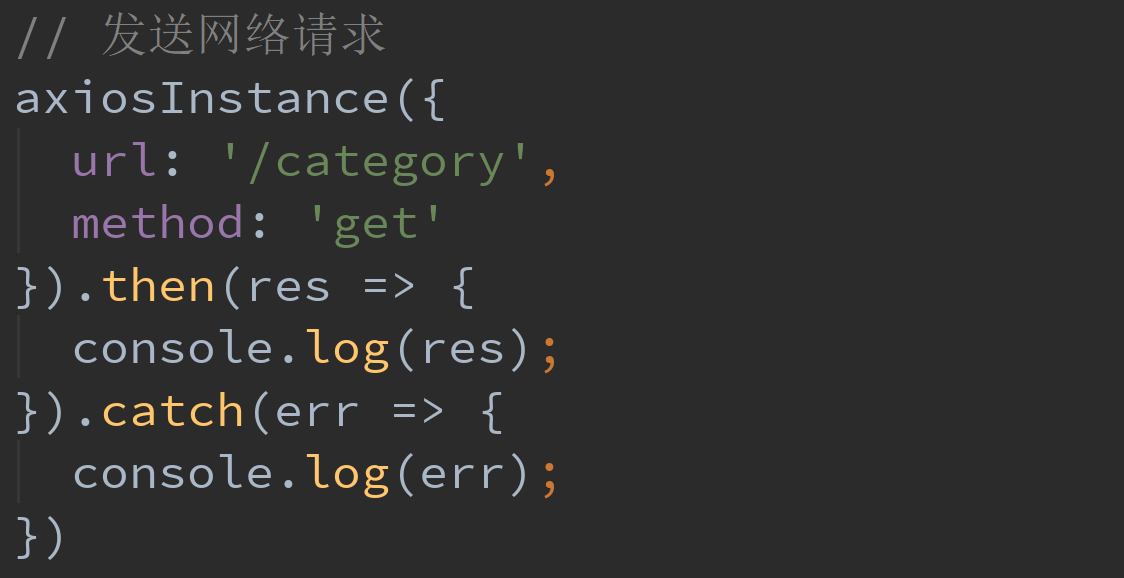 // 发送网络请求
axiosInstance({
  url: '/category',
  method: 'get'
}).then(res => {
  console.log(res);
}).catch(err => {
  console.log(err);
})